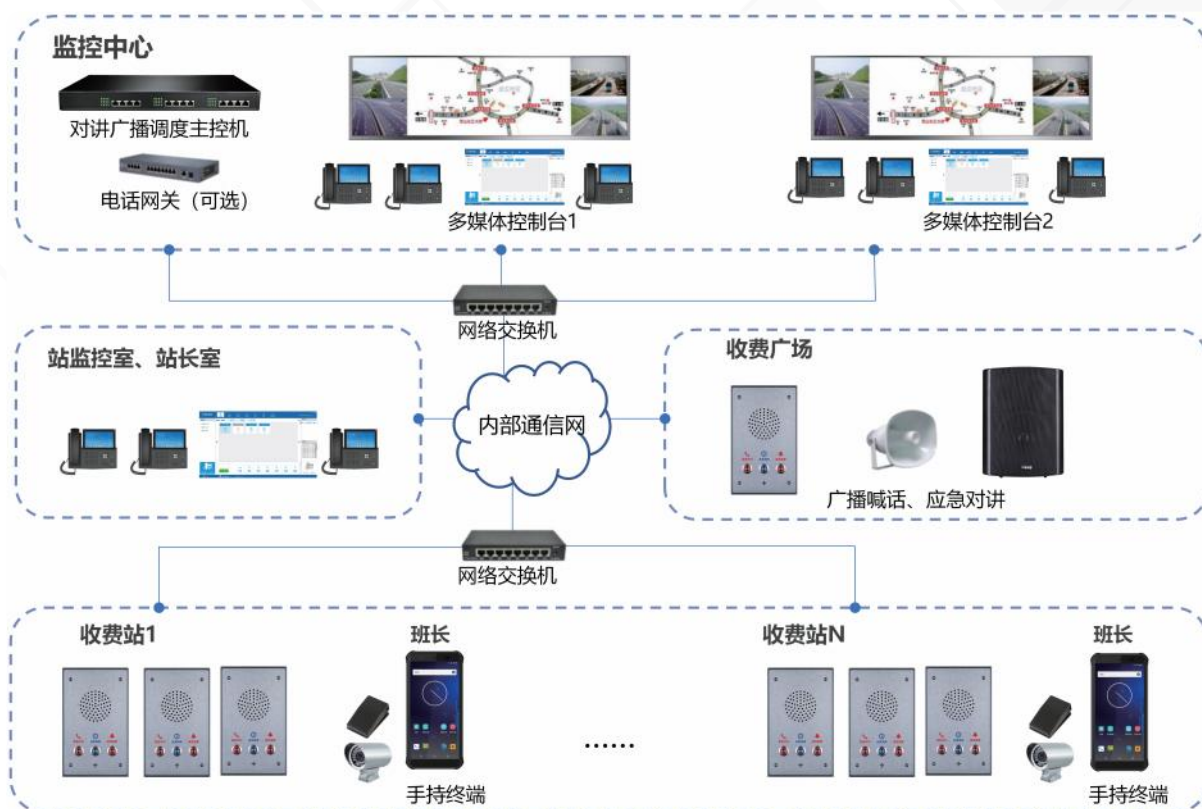 监控中心
对讲广播调度主控机
电话网关（可选）
多媒体控制台1
多媒体控制台2
网络交换机
站监控室、站长室
内部通信网
收费广场
广播喊话、应急对讲
网络交换机
收费站1
班长
收费站N
班长
......
手持终端
手持终端